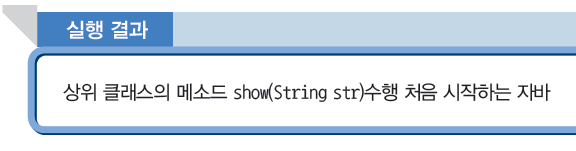 실행 결과
상위 클래스의 메소드 show(String str)수행 처음 시작하는 자바